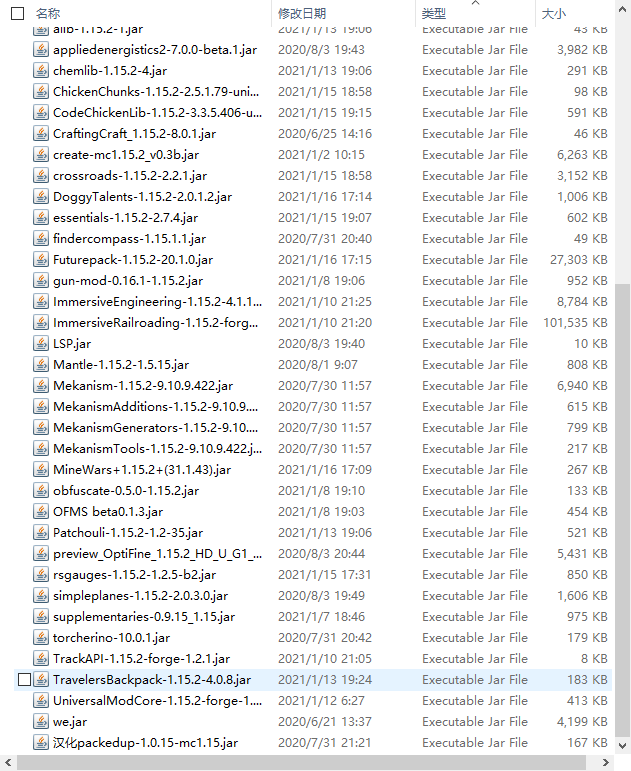 名称 修改日期 类型 大小
alib-1.15.2-1.jar 2021/1/13 19:06 Executable Jar File 43 KB
appliedenergistics2-7.0.0-beta.1.jar 2020/8/3 19:43 Executable Jar File 3,982 KB
chemlib-1.15.2-4.jar 2021/1/13 19:06 Executable Jar File 291 KB
ChickenChunks-1.15.2-2.5.1.79-uni... 2021/1/15 18:58 Executable Jar File 98 KB
CodeChickenLib-1.15.2-3.3.5.406-u... 2021/1/15 19:15 Executable Jar File 591 KB
CraftingCraft_1.15.2-8.0.1.jar 2020/6/25 14:16 Executable Jar File 46 KB
create-mc1.15.2_v0.3b.jar 2021/1/2 10:15 Executable Jar File 6,263 KB
crossroads-1.15.2-2.2.1.jar 2021/1/15 18:58 Executable Jar File 3,152 KB
DoggyTalents-1.15.2-2.0.1.2.jar 2021/1/16 17:14 Executable Jar File 1,006 KB
essentials-1.15.2-2.7.4.jar 2021/1/15 19:07 Executable Jar File 602 KB
findercompass-1.15.1.1.jar 2020/7/31 20:40 Executable Jar File 49 KB
Futurepack-1.15.2-20.1.0.jar 2021/1/16 17:15 Executable Jar File 27,303 KB
gun-mod-0.16.1-1.15.2.jar 2021/1/8 19:06 Executable Jar File 952 KB
ImmersiveEngineering-1.15.2-4.1.1... 2021/1/10 21:25 Executable Jar File 8,784 KB
ImmersiveRailroading-1.15.2-forg... 2021/1/10 21:20 Executable Jar File 101,535 KB
LSP.jar 2020/8/3 19:40 Executable Jar File 10 KB
Mantle-1.15.2-1.5.15.jar 2020/8/1 9:07 Executable Jar File 808 KB
Mekanism-1.15.2-9.10.9.422.jar 2020/7/30 11:57 Executable Jar File 6,940 KB
MekanismAdditions-1.15.2-9.10.9.... 2020/7/30 11:57 Executable Jar File 615 KB
MekanismGenerators-1.15.2-9.10.... 2020/7/30 11:57 Executable Jar File 799 KB
MekanismTools-1.15.2-9.10.9.422.j... 2020/7/30 11:57 Executable Jar File 217 KB
MineWars+1.15.2+(31.1.43).jar 2021/1/16 17:09 Executable Jar File 267 KB
obfuscate-0.5.0-1.15.2.jar 2021/1/8 19:10 Executable Jar File 133 KB
OFMS beta0.1.3.jar 2021/1/8 19:03 Executable Jar File 454 KB
Patchouli-1.15.2-1.2-35.jar 2021/1/13 19:06 Executable Jar File 521 KB
preview_OptiFine_1.15.2_HD_U_G1_... 2020/8/3 20:44 Executable Jar File 5,431 KB
rsgauges-1.15.2-1.2.5-b2.jar 2021/1/15 17:31 Executable Jar File 850 KB
simpleplanes-1.15.2-2.0.3.0.jar 2020/8/3 19:49 Executable Jar File 1,606 KB
supplementaries-0.9.15_1.15.jar 2021/1/7 18:46 Executable Jar File 975 KB
torcherino-10.0.1.jar 2020/7/31 20:42 Executable Jar File 179 KB
TrackAPI-1.15.2-forge-1.2.1.jar 2021/1/10 21:05 Executable Jar File 8 KB
TravelersBackpack-1.15.2-4.0.8.jar 2021/1/13 19:24 Executable Jar File 183 KB
UniversalModCore-1.15.2-forge-1.... 2021/1/12 6:27 Executable Jar File 413 KB
we.jar 2020/6/21 13:37 Executable Jar File 4,199 KB
汉化packedup-1.0.15-mc1.15.jar 2020/7/31 21:21 Executable Jar File 167 KB